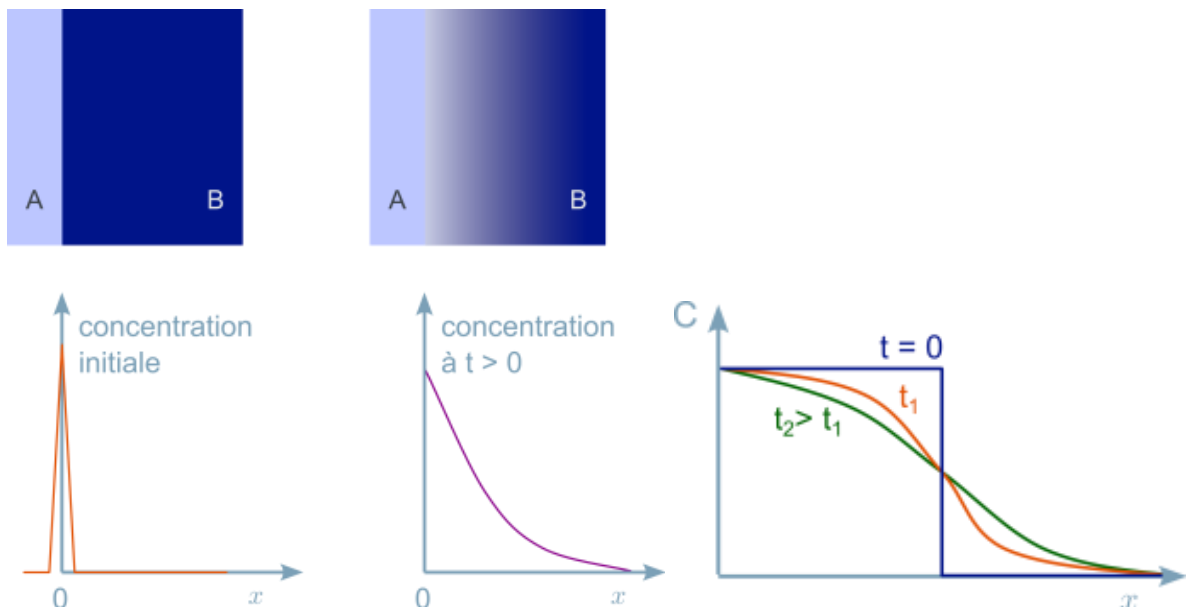 A
B
A
B
concentration
initiale
0
x
concentration
à t > 0
0
x
C
t = 0
t₁
t₂> t₁
x